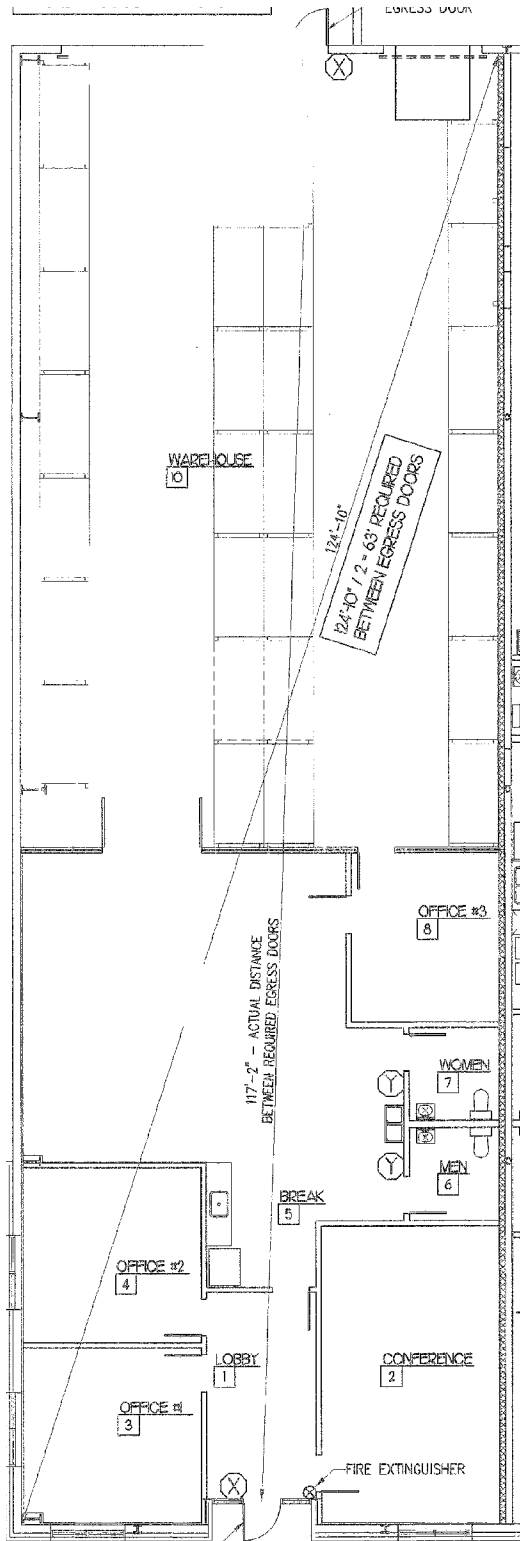 EGRESS DOOR
X
WAREHOUSE
10
124'-10"
124'-10" / 2 = 63' REQUIRED
BETWEEN EGRESS DOORS
OFFICE #3
8
117'-2" - ACTUAL DISTANCE
BETWEEN REQUIRED EGRESS DOORS
WOMEN
7
Y
Y
MEN
6
BREAK
5
OFFICE #2
4
LOBBY
1
CONFERENCE
2
OFFICE #1
3
X
FIRE EXTINGUISHER